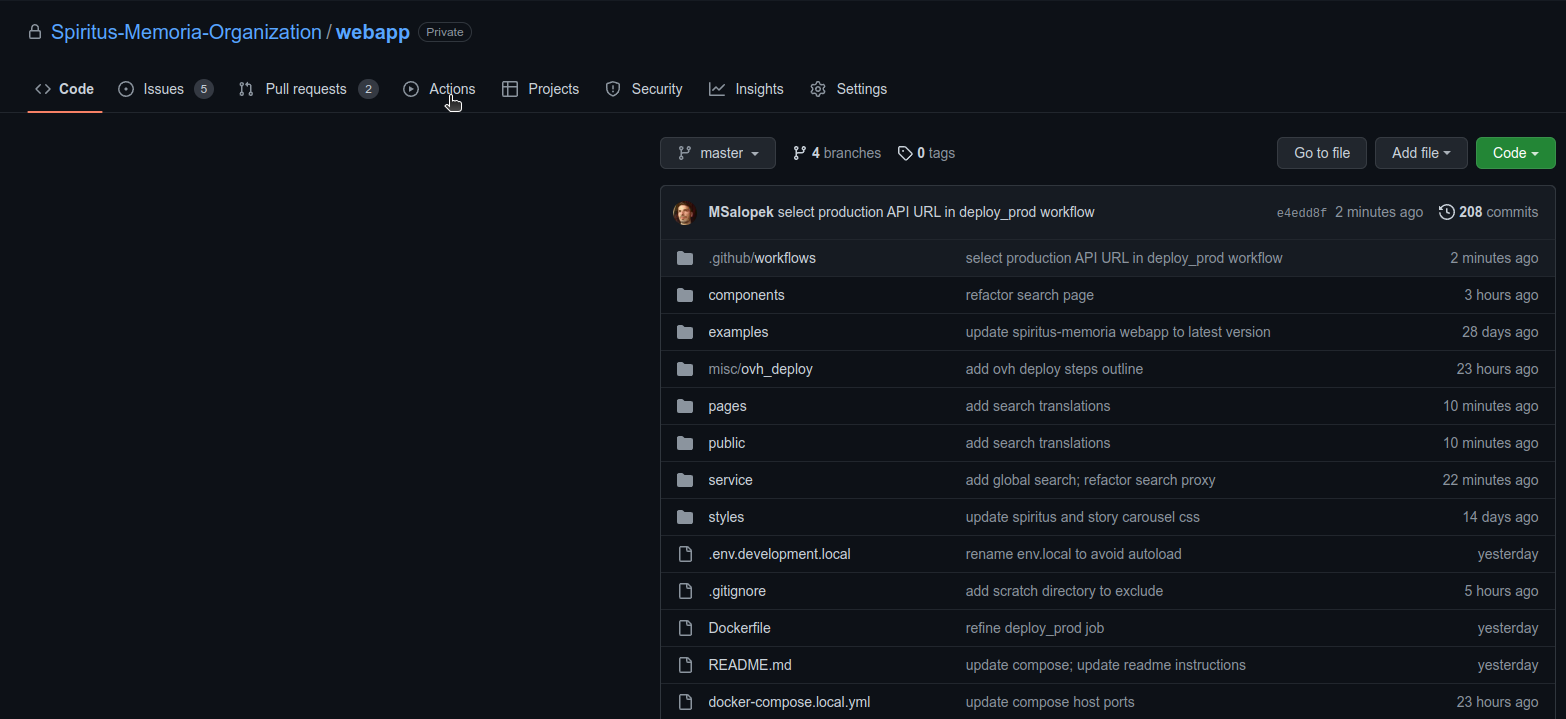 Spiritus-Memoria-Organization / webapp Private
Code Issues 5 Pull requests 2 Actions Projects Security Insights Settings
master 4 branches 0 tags Go to file Add file Code
MSalopek select production API URL in deploy_prod workflow e4edd8f 2 minutes ago 208 commits
.github/workflows select production API URL in deploy_prod workflow 2 minutes ago
components refactor search page 3 hours ago
examples update spiritus-memoria webapp to latest version 28 days ago
misc/ovh_deploy add ovh deploy steps outline 23 hours ago
pages add search translations 10 minutes ago
public add search translations 10 minutes ago
service add global search; refactor search proxy 22 minutes ago
styles update spiritus and story carousel css 14 days ago
.env.development.local rename env.local to avoid autoload yesterday
.gitignore add scratch directory to exclude 5 hours ago
Dockerfile refine deploy_prod job yesterday
README.md update compose; update readme instructions yesterday
docker-compose.local.yml update compose host ports 23 hours ago